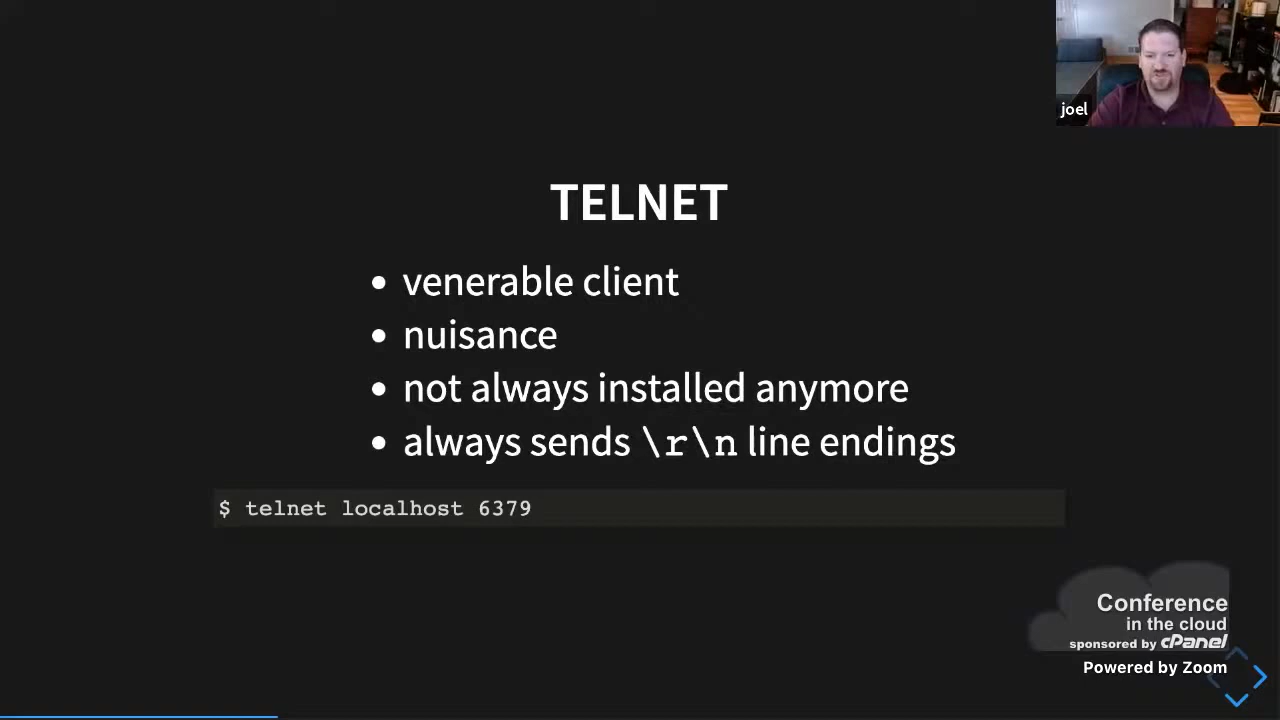 joel
TELNET
• venerable client
• nuisance
• not always installed anymore
• always sends \r\n line endings
$ telnet localhost 6379
Conference
in the cloud
sponsored by cPanel
Powered by Zoom